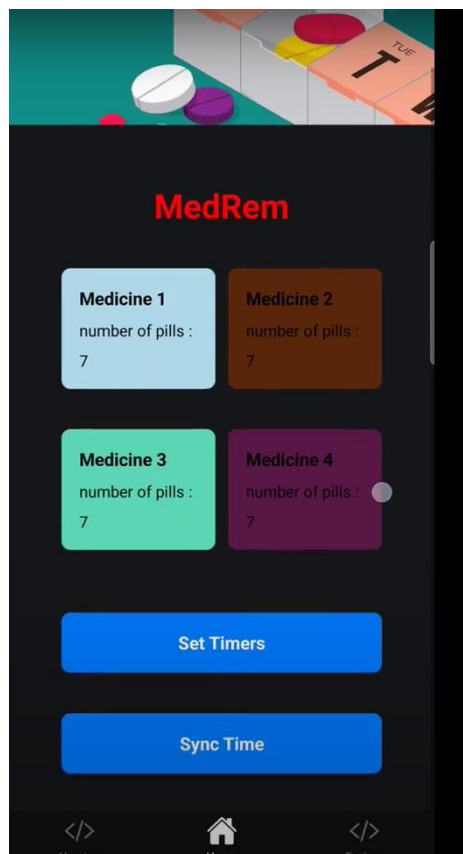 TUE
T
MedRem
Medicine 1
number of pills :
7
Medicine 2
number of pills :
7
Medicine 3
number of pills :
7
Medicine 4
number of pills :
7
Set Timers
Sync Time